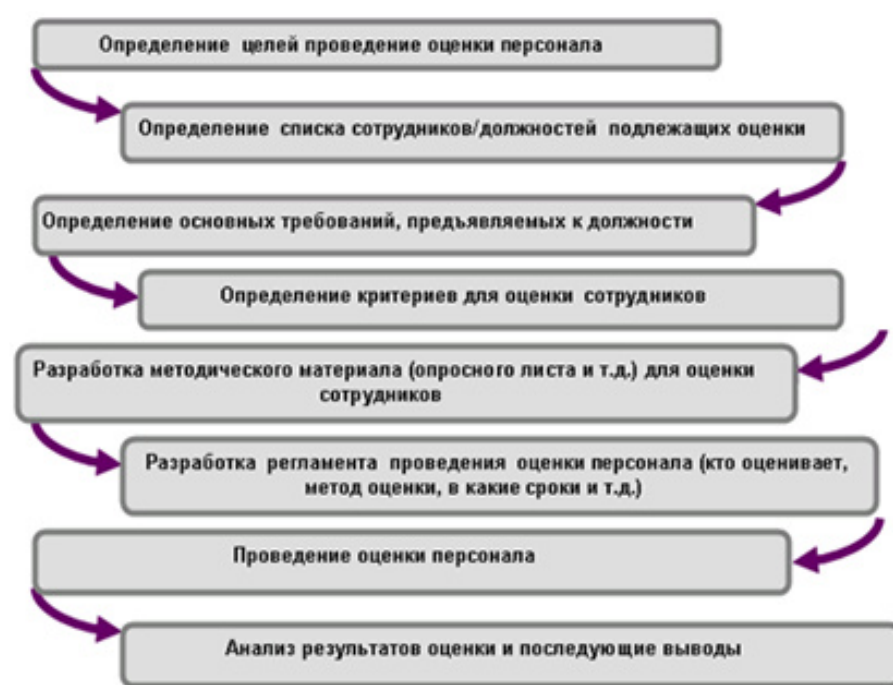 Определение целей проведение оценки персонала
Определение списка сотрудников/должностей подлежащих оценки
Определение основных требований, предъявляемых к должности
Определение критериев для оценки сотрудников
Разработка методического материала (опросного листа и т.д.) для оценки
сотрудников
Разработка регламента проведения оценки персонала (кто оценивает,
метод оценки, в какие сроки и т.д.)
Проведение оценки персонала
Анализ результатов оценки и последующие выводы